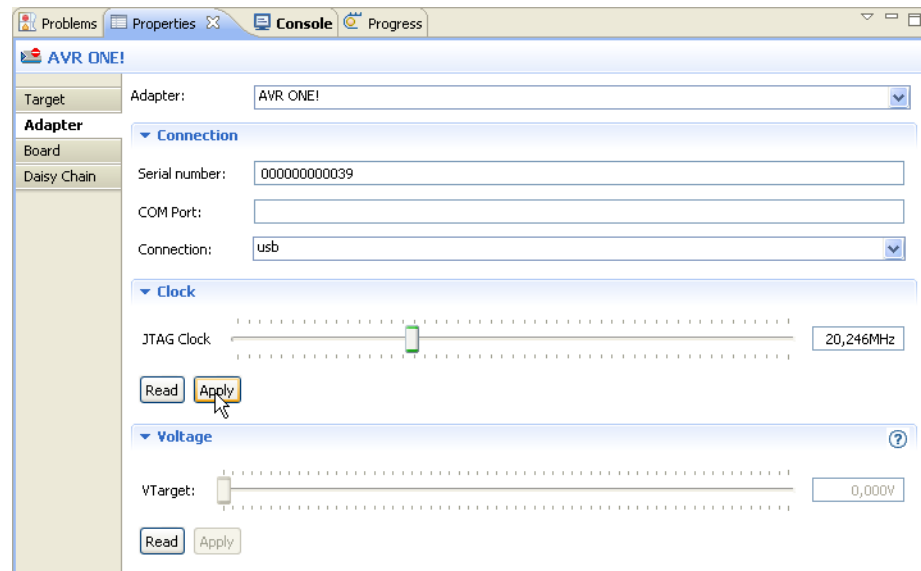 Problems Properties Console Progress
AVR ONE!
Target
Adapter
Board
Daisy Chain
Adapter: AVR ONE!
Connection
Serial number: 000000000039
COM Port:
Connection: usb
Clock
JTAG Clock 20,246MHz
Read Apply
Voltage ?
VTarget: 0,000V
Read Apply